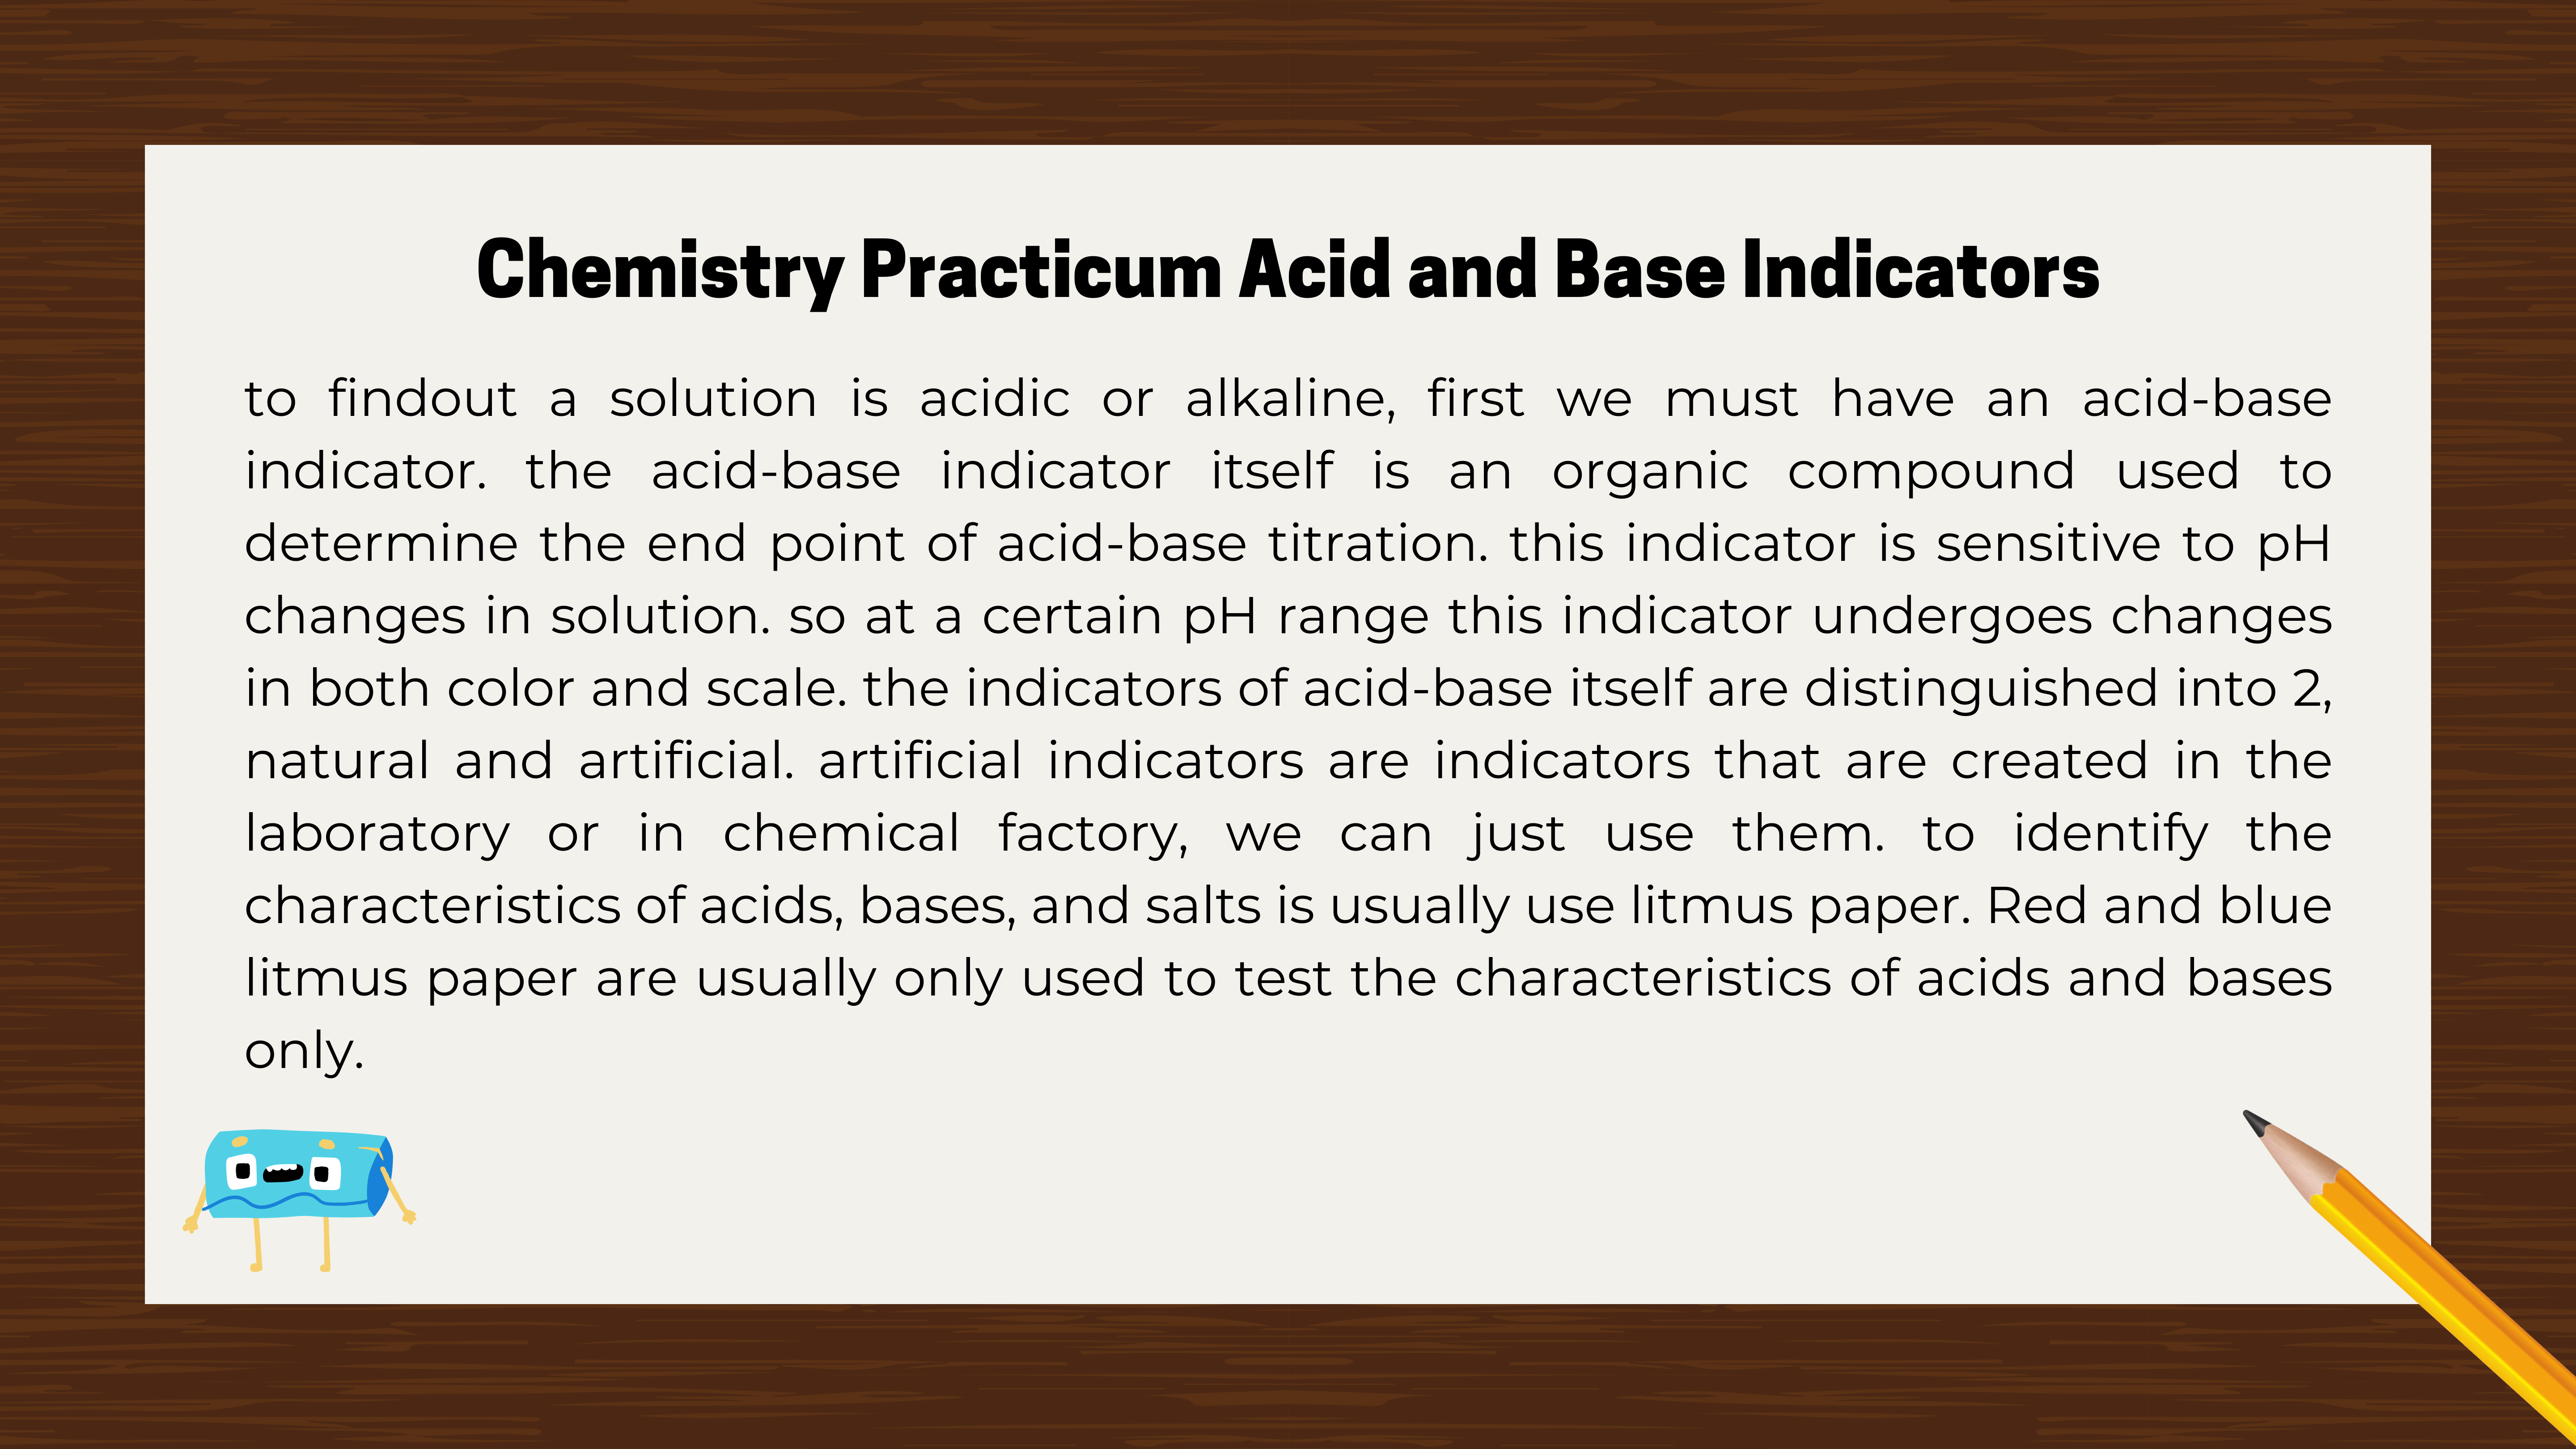 Chemistry Practicum Acid and Base Indicators
to findout a solution is acidic or alkaline, first we must have an acid-base
indicator. the acid-base indicator itself is an organic compound used to
determine the end point of acid-base titration. this indicator is sensitive to pH
changes in solution. so at a certain pH range this indicator undergoes changes
in both color and scale. the indicators of acid-base itself are distinguished into 2,
natural and artificial. artificial indicators are indicators that are created in the
laboratory or in chemical factory, we can just use them. to identify the
characteristics of acids, bases, and salts is usually use litmus paper. Red and blue
litmus paper are usually only used to test the characteristics of acids and bases
only.